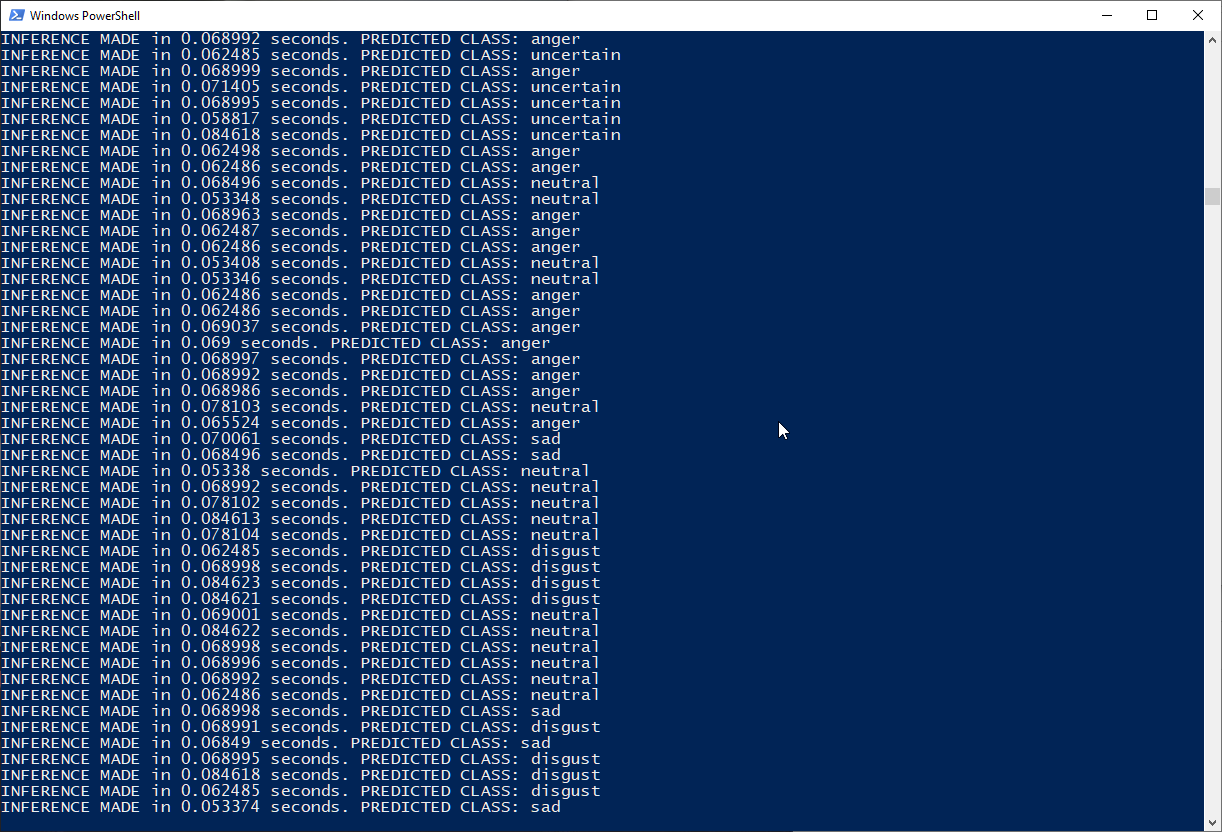 Windows PowerShell
INFERENCE MADE in 0.068992 seconds. PREDICTED CLASS: anger
INFERENCE MADE in 0.062485 seconds. PREDICTED CLASS: uncertain
INFERENCE MADE in 0.068999 seconds. PREDICTED CLASS: anger
INFERENCE MADE in 0.071405 seconds. PREDICTED CLASS: uncertain
INFERENCE MADE in 0.068995 seconds. PREDICTED CLASS: uncertain
INFERENCE MADE in 0.058817 seconds. PREDICTED CLASS: uncertain
INFERENCE MADE in 0.084618 seconds. PREDICTED CLASS: uncertain
INFERENCE MADE in 0.062498 seconds. PREDICTED CLASS: anger
INFERENCE MADE in 0.062486 seconds. PREDICTED CLASS: anger
INFERENCE MADE in 0.068496 seconds. PREDICTED CLASS: neutral
INFERENCE MADE in 0.053348 seconds. PREDICTED CLASS: neutral
INFERENCE MADE in 0.068963 seconds. PREDICTED CLASS: anger
INFERENCE MADE in 0.062487 seconds. PREDICTED CLASS: anger
INFERENCE MADE in 0.062486 seconds. PREDICTED CLASS: anger
INFERENCE MADE in 0.053408 seconds. PREDICTED CLASS: neutral
INFERENCE MADE in 0.053346 seconds. PREDICTED CLASS: neutral
INFERENCE MADE in 0.062486 seconds. PREDICTED CLASS: anger
INFERENCE MADE in 0.062486 seconds. PREDICTED CLASS: anger
INFERENCE MADE in 0.069037 seconds. PREDICTED CLASS: anger
INFERENCE MADE in 0.069 seconds. PREDICTED CLASS: anger
INFERENCE MADE in 0.068997 seconds. PREDICTED CLASS: anger
INFERENCE MADE in 0.068992 seconds. PREDICTED CLASS: anger
INFERENCE MADE in 0.068986 seconds. PREDICTED CLASS: anger
INFERENCE MADE in 0.078103 seconds. PREDICTED CLASS: neutral
INFERENCE MADE in 0.065524 seconds. PREDICTED CLASS: anger
INFERENCE MADE in 0.070061 seconds. PREDICTED CLASS: sad
INFERENCE MADE in 0.068496 seconds. PREDICTED CLASS: sad
INFERENCE MADE in 0.05338 seconds. PREDICTED CLASS: neutral
INFERENCE MADE in 0.068992 seconds. PREDICTED CLASS: neutral
INFERENCE MADE in 0.078102 seconds. PREDICTED CLASS: neutral
INFERENCE MADE in 0.084613 seconds. PREDICTED CLASS: neutral
INFERENCE MADE in 0.078104 seconds. PREDICTED CLASS: neutral
INFERENCE MADE in 0.062485 seconds. PREDICTED CLASS: disgust
INFERENCE MADE in 0.068998 seconds. PREDICTED CLASS: disgust
INFERENCE MADE in 0.084623 seconds. PREDICTED CLASS: disgust
INFERENCE MADE in 0.084621 seconds. PREDICTED CLASS: disgust
INFERENCE MADE in 0.069001 seconds. PREDICTED CLASS: neutral
INFERENCE MADE in 0.084622 seconds. PREDICTED CLASS: neutral
INFERENCE MADE in 0.068998 seconds. PREDICTED CLASS: neutral
INFERENCE MADE in 0.068996 seconds. PREDICTED CLASS: neutral
INFERENCE MADE in 0.068992 seconds. PREDICTED CLASS: neutral
INFERENCE MADE in 0.062486 seconds. PREDICTED CLASS: neutral
INFERENCE MADE in 0.068998 seconds. PREDICTED CLASS: sad
INFERENCE MADE in 0.068991 seconds. PREDICTED CLASS: disgust
INFERENCE MADE in 0.06849 seconds. PREDICTED CLASS: sad
INFERENCE MADE in 0.068995 seconds. PREDICTED CLASS: disgust
INFERENCE MADE in 0.084618 seconds. PREDICTED CLASS: disgust
INFERENCE MADE in 0.062485 seconds. PREDICTED CLASS: disgust
INFERENCE MADE in 0.053374 seconds. PREDICTED CLASS: sad